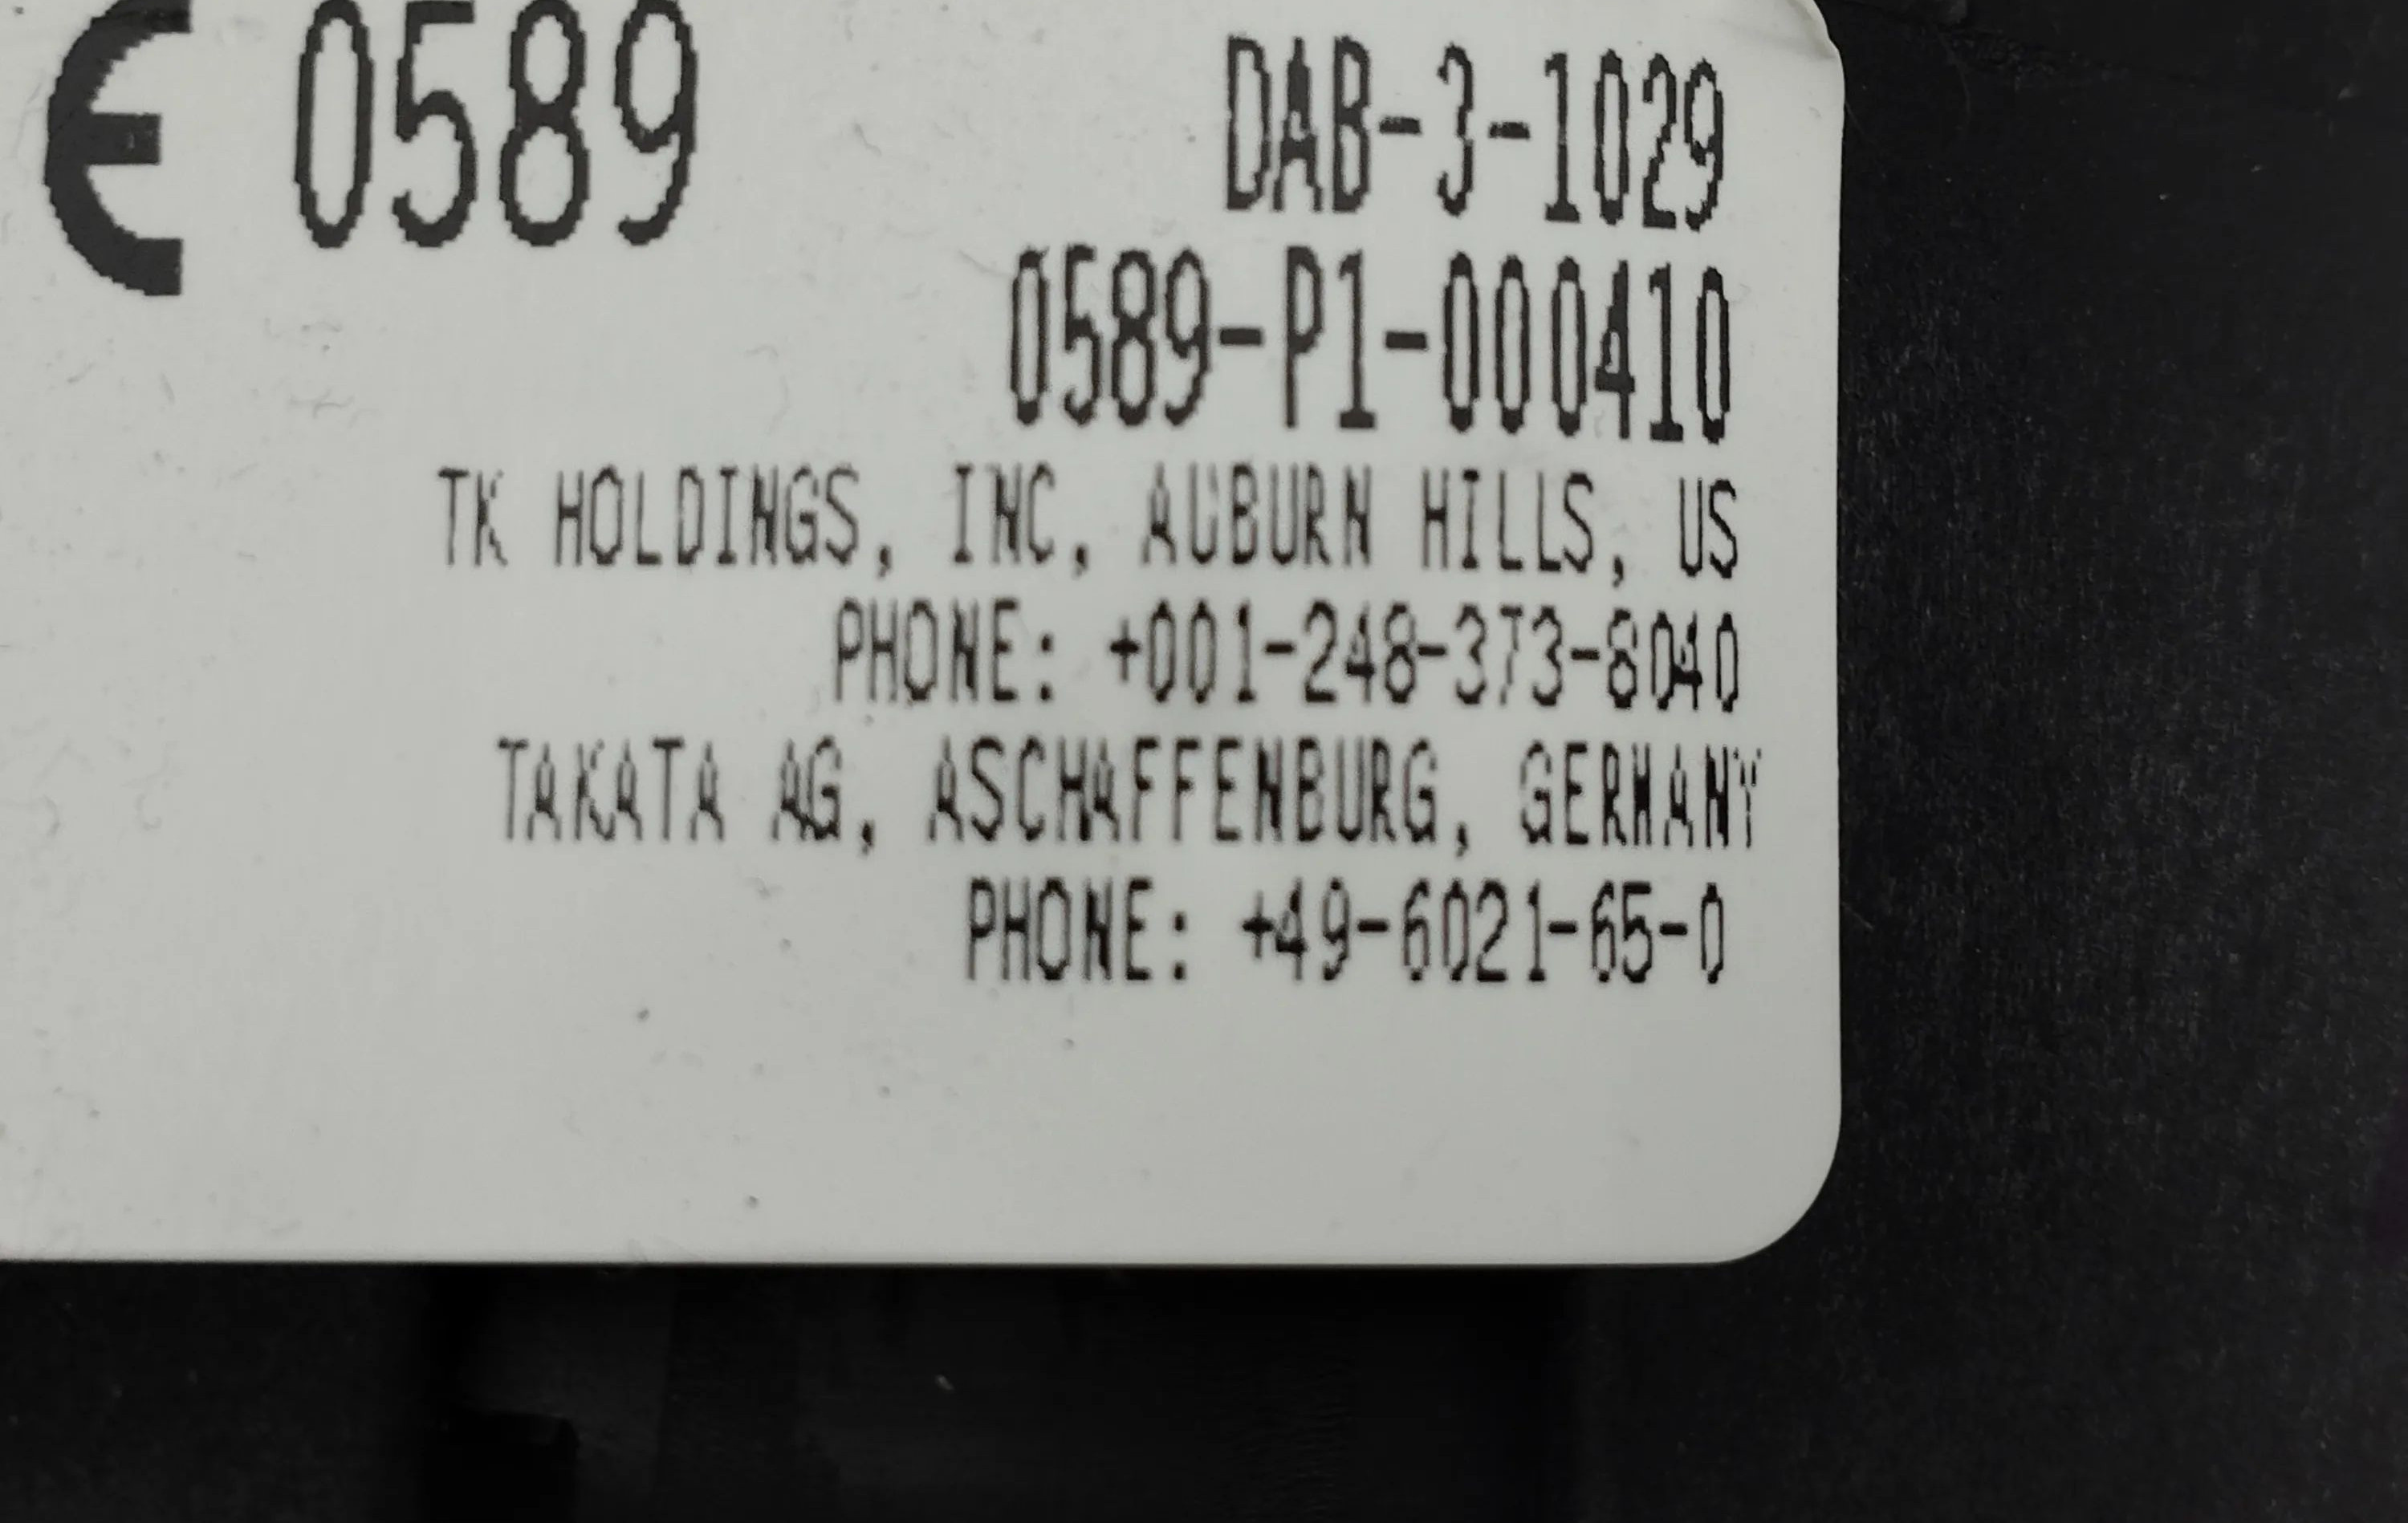 CE 0589
DAB-3-1029
0589-P1-000410
TK HOLDINGS, INC, AUBURN HILLS, US
PHONE: +001-248-373-8040
TAKATA AG, ASCHAFFENBURG, GERMANY
PHONE: +49-6021-65-0